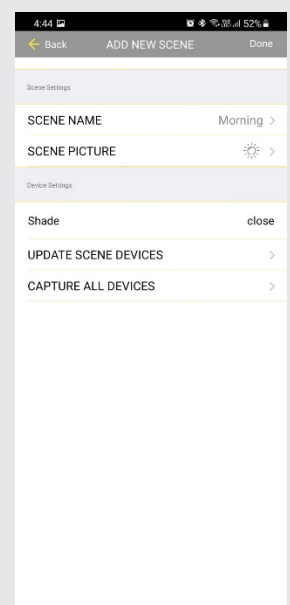 4:44 52%
Back ADD NEW SCENE Done
Scene Settings
SCENE NAME Morning
SCENE PICTURE
Device Settings
Shade close
UPDATE SCENE DEVICES
CAPTURE ALL DEVICES